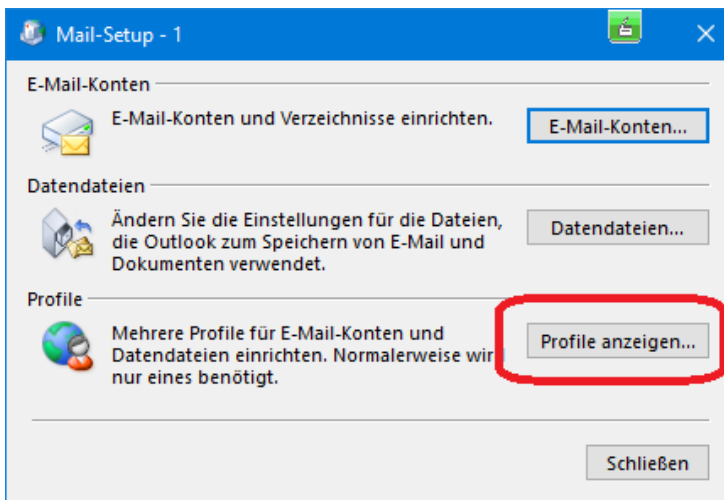 Mail-Setup - 1
E-Mail-Konten
E-Mail-Konten und Verzeichnisse einrichten.
E-Mail-Konten...
Datendateien
Ändern Sie die Einstellungen für die Dateien,
die Outlook zum Speichern von E-Mail und
Dokumenten verwendet.
Datendateien...
Profile
Mehrere Profile für E-Mail-Konten und
Datendateien einrichten. Normalerweise wird
nur eines benötigt.
Profile anzeigen...
Schließen